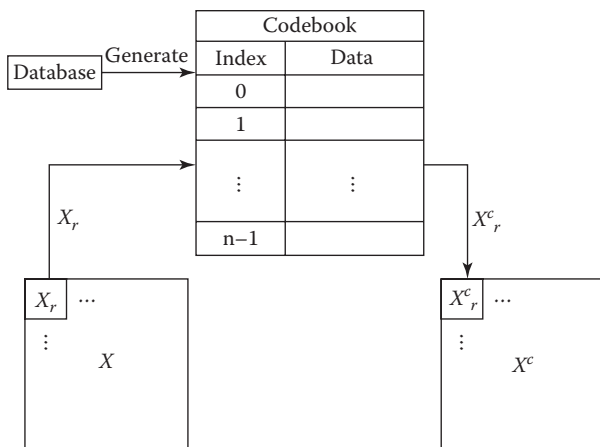 Codebook
Generate
Index Data
Database
0
1
⋮ ⋮
X_r
X^c_r
n–1
X_r ...
⋮
X
X^c_r ...
⋮
X^c